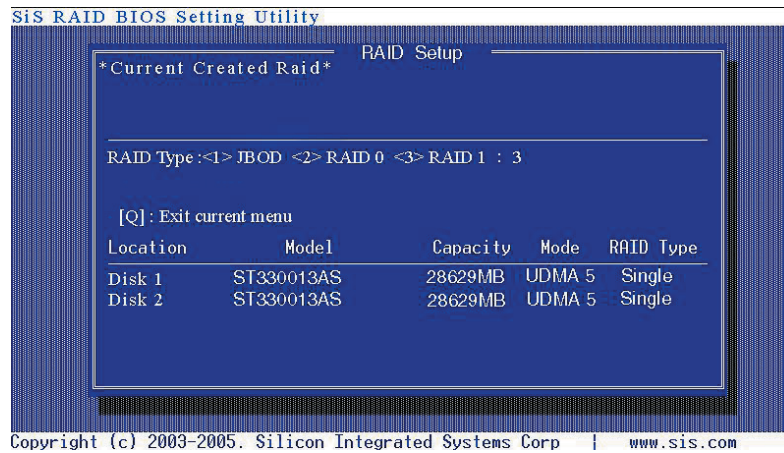 SiS RAID BIOS Setting Utility
RAID Setup
*Current Created Raid*
RAID Type :<1> JBOD <2> RAID 0 <3> RAID 1 : 3
[Q] : Exit current menu
Location Model Capacity Mode RAID Type
Disk 1 ST330013AS 28629MB UDMA 5 Single
Disk 2 ST330013AS 28629MB UDMA 5 Single
Copyright (c) 2003-2005. Silicon Integrated Systems Corp | www.sis.com